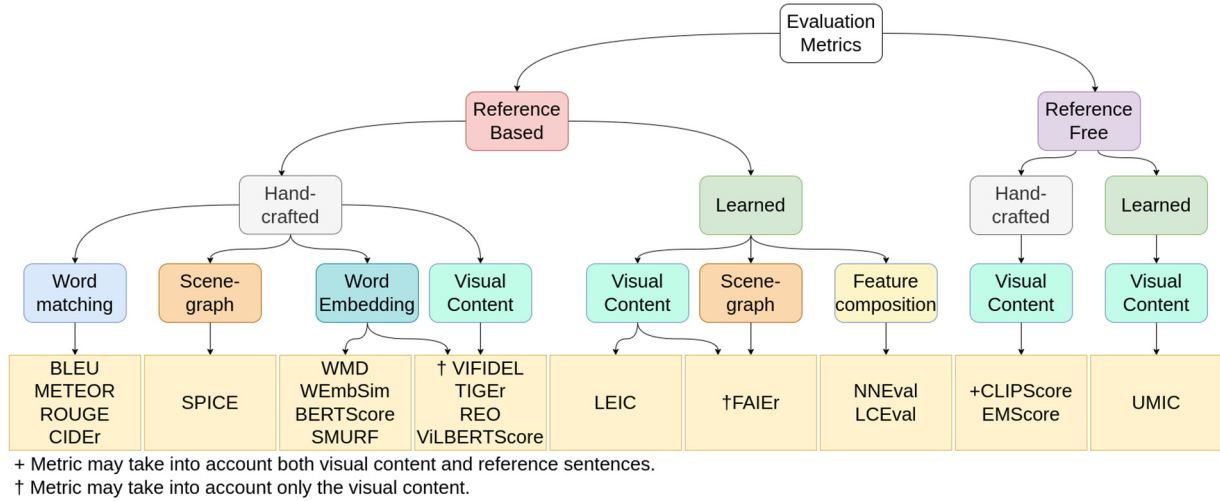 Evaluation
Metrics
Reference
Based
Reference
Free
Hand-
crafted
Learned
Hand-
crafted
Learned
Word
matching
Scene-
graph
Word
Embedding
Visual
Content
Visual
Content
Scene-
graph
Feature
composition
Visual
Content
Visual
Content
BLEU
METEOR
ROUGE
CIDEr
SPICE
WMD
WEmbSim
BERTScore
SMURF
† VIFIDEL
TIGEr
REO
ViLBERTScore
LEIC
†FAIEr
NNEval
LCEval
+CLIPScore
EMScore
UMIC
+ Metric may take into account both visual content and reference sentences.
† Metric may take into account only the visual content.